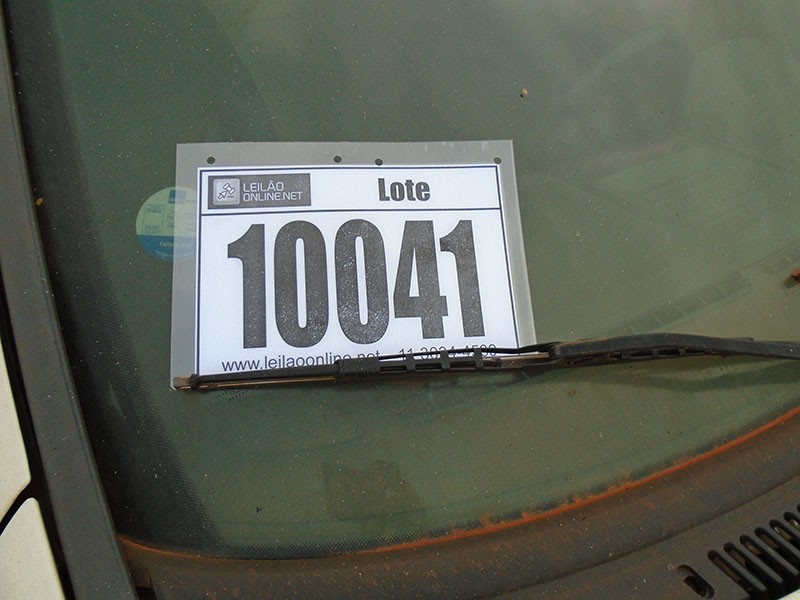 LEILÃO
ONLINE.NET
Lote
10041
www.leilaoonline.net